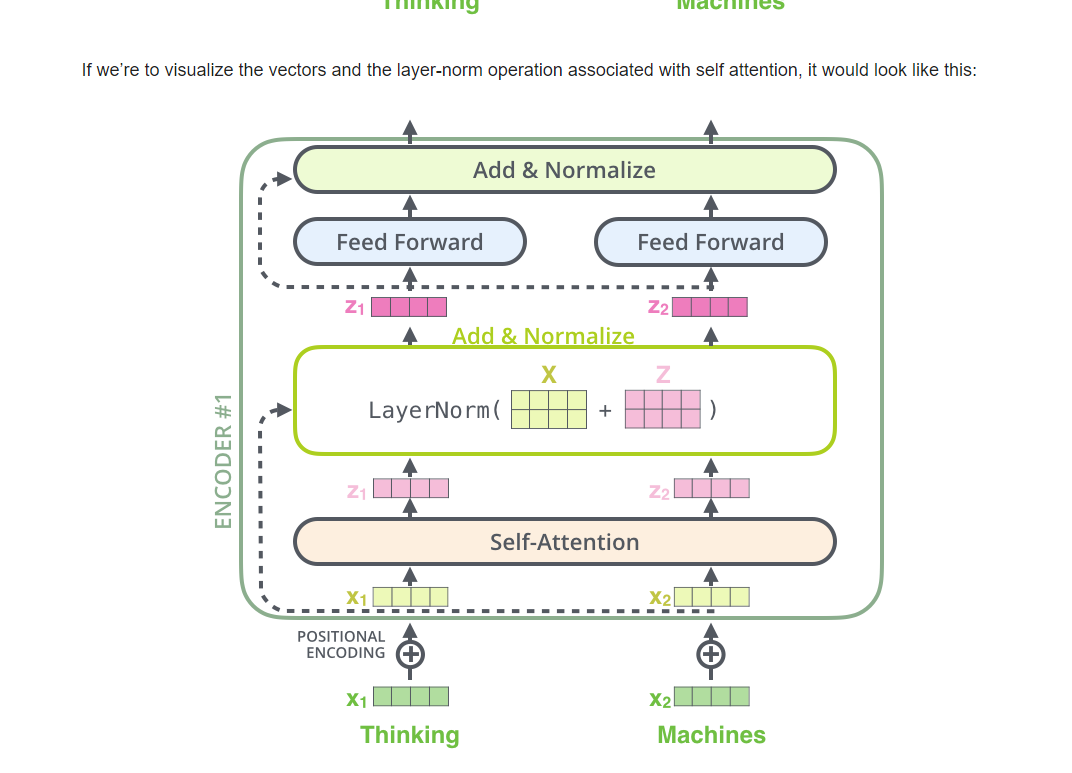 Thinking
Machines
If we’re to visualize the vectors and the layer-norm operation associated with self attention, it would look like this:
Add & Normalize
Feed Forward
Feed Forward
z1
z2
Add & Normalize
X
Z
LayerNorm( + )
ENCODER #1
z1
z2
Self-Attention
x1
x2
POSITIONAL
ENCODING
x1
x2
Thinking
Machines